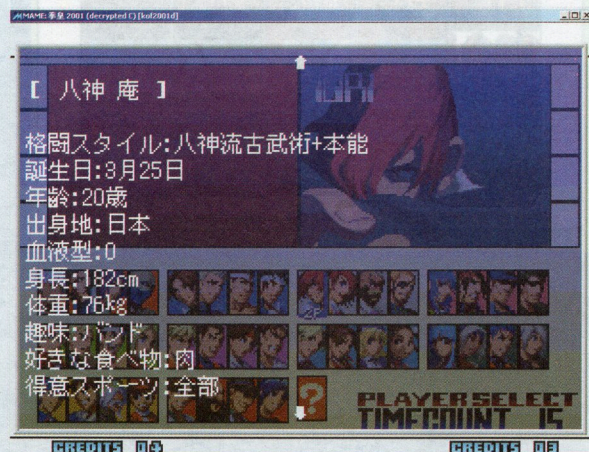 MAME: 拳皇 2001 (decrypted C) [kof2001d]
[ 八神 庵 ]
格闘スタイル:八神流古武術+本能
誕生日:3月25日
年齢:20歳
出身地:日本
血液型:O
身長:182cm
体重:76kg
趣味:バンド
好きな食べ物:肉
得意スポーツ:全部
2P
?
PLAYER SELECT
TIMECOUNT 15
CREDITS 04
CREDITS 03